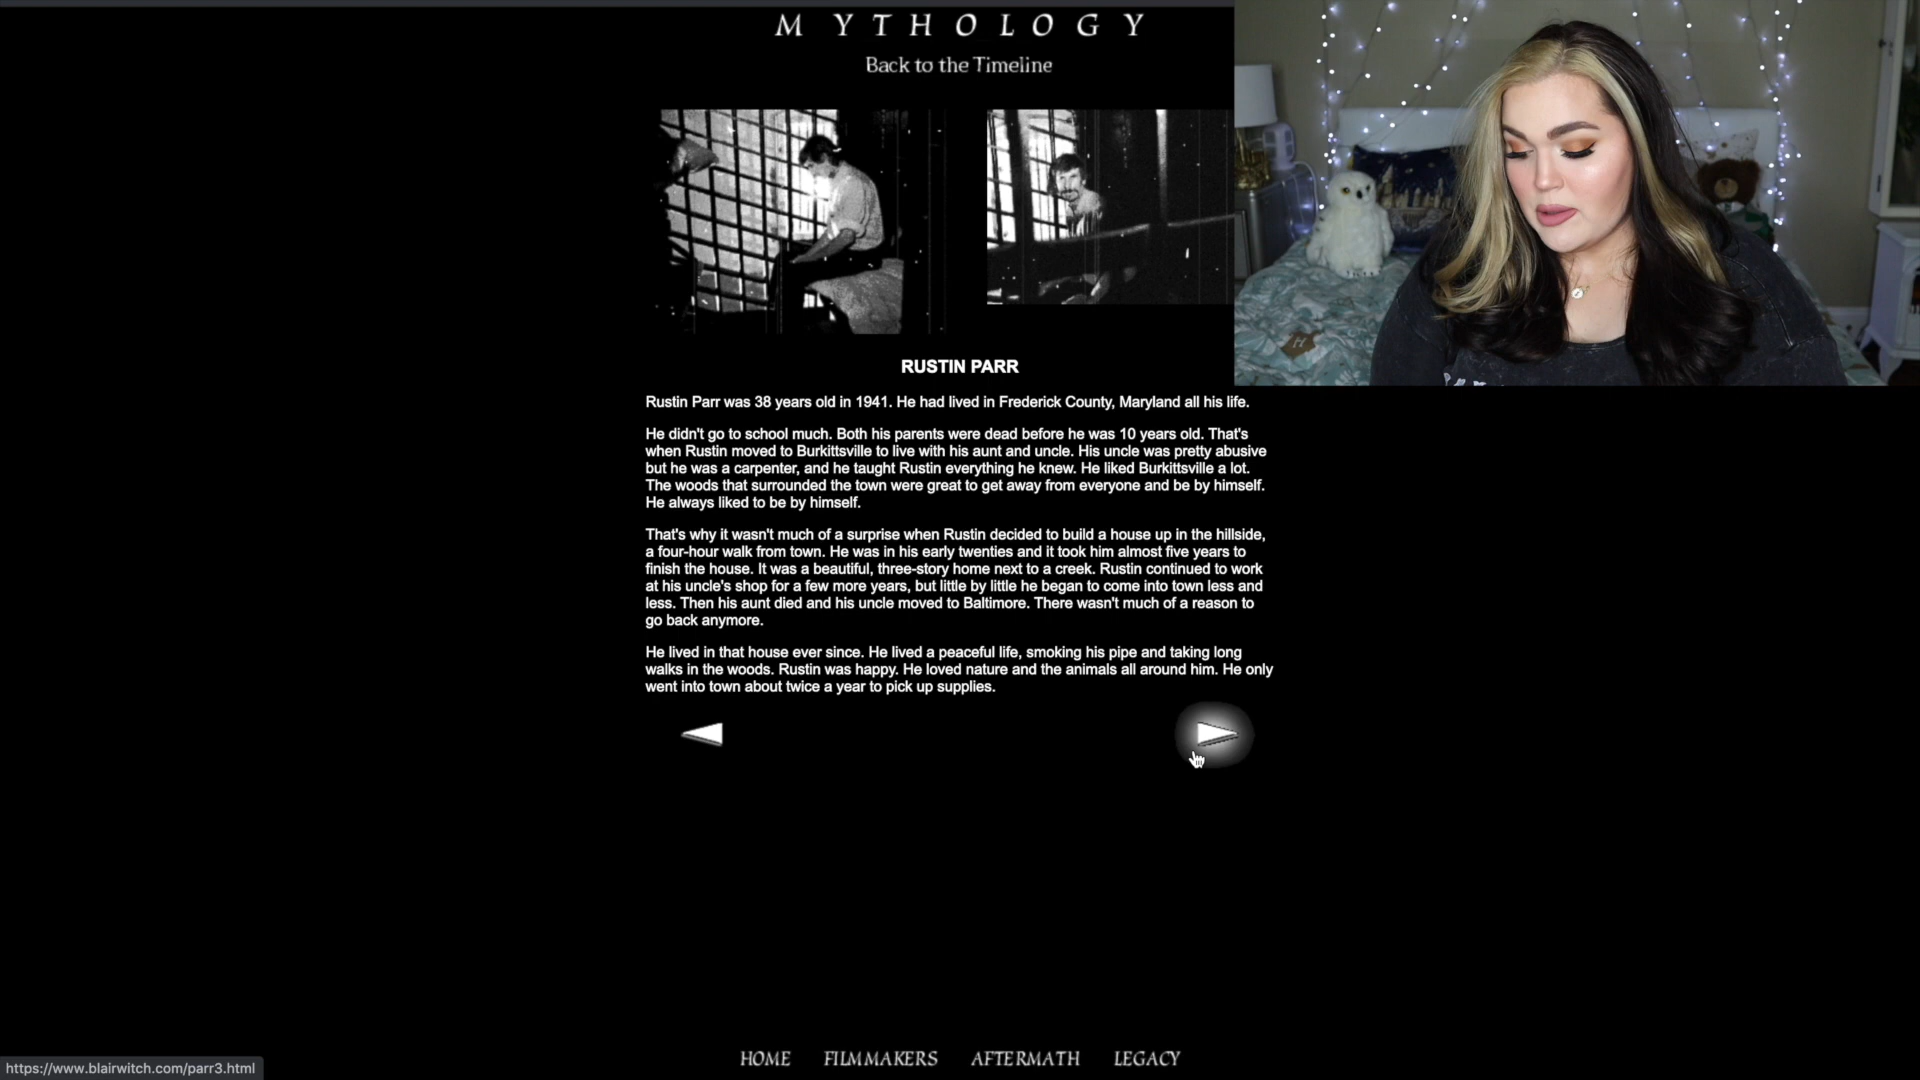 MYTHOLOGY
Back to the Timeline
RUSTIN PARR
Rustin Parr was 38 years old in 1941. He had lived in Frederick County, Maryland all his life.
He didn't go to school much. Both his parents were dead before he was 10 years old. That's
when Rustin moved to Burkittsville to live with his aunt and uncle. His uncle was pretty abusive
but he was a carpenter, and he taught Rustin everything he knew. He liked Burkittsville a lot.
The woods that surrounded the town were great to get away from everyone and be by himself.
He always liked to be by himself.
That's why it wasn't much of a surprise when Rustin decided to build a house up in the hillside,
a four-hour walk from town. He was in his early twenties and it took him almost five years to
finish the house. It was a beautiful, three-story home next to a creek. Rustin continued to work
at his uncle's shop for a few more years, but little by little he began to come into town less and
less. Then his aunt died and his uncle moved to Baltimore. There wasn't much of a reason to
go back anymore.
He lived in that house ever since. He lived a peaceful life, smoking his pipe and taking long
walks in the woods. Rustin was happy. He loved nature and the animals all around him. He only
went into town about twice a year to pick up supplies.
HOME FILMMAKERS AFTERMATH LEGACY
https://www.blairwitch.com/parr3.html